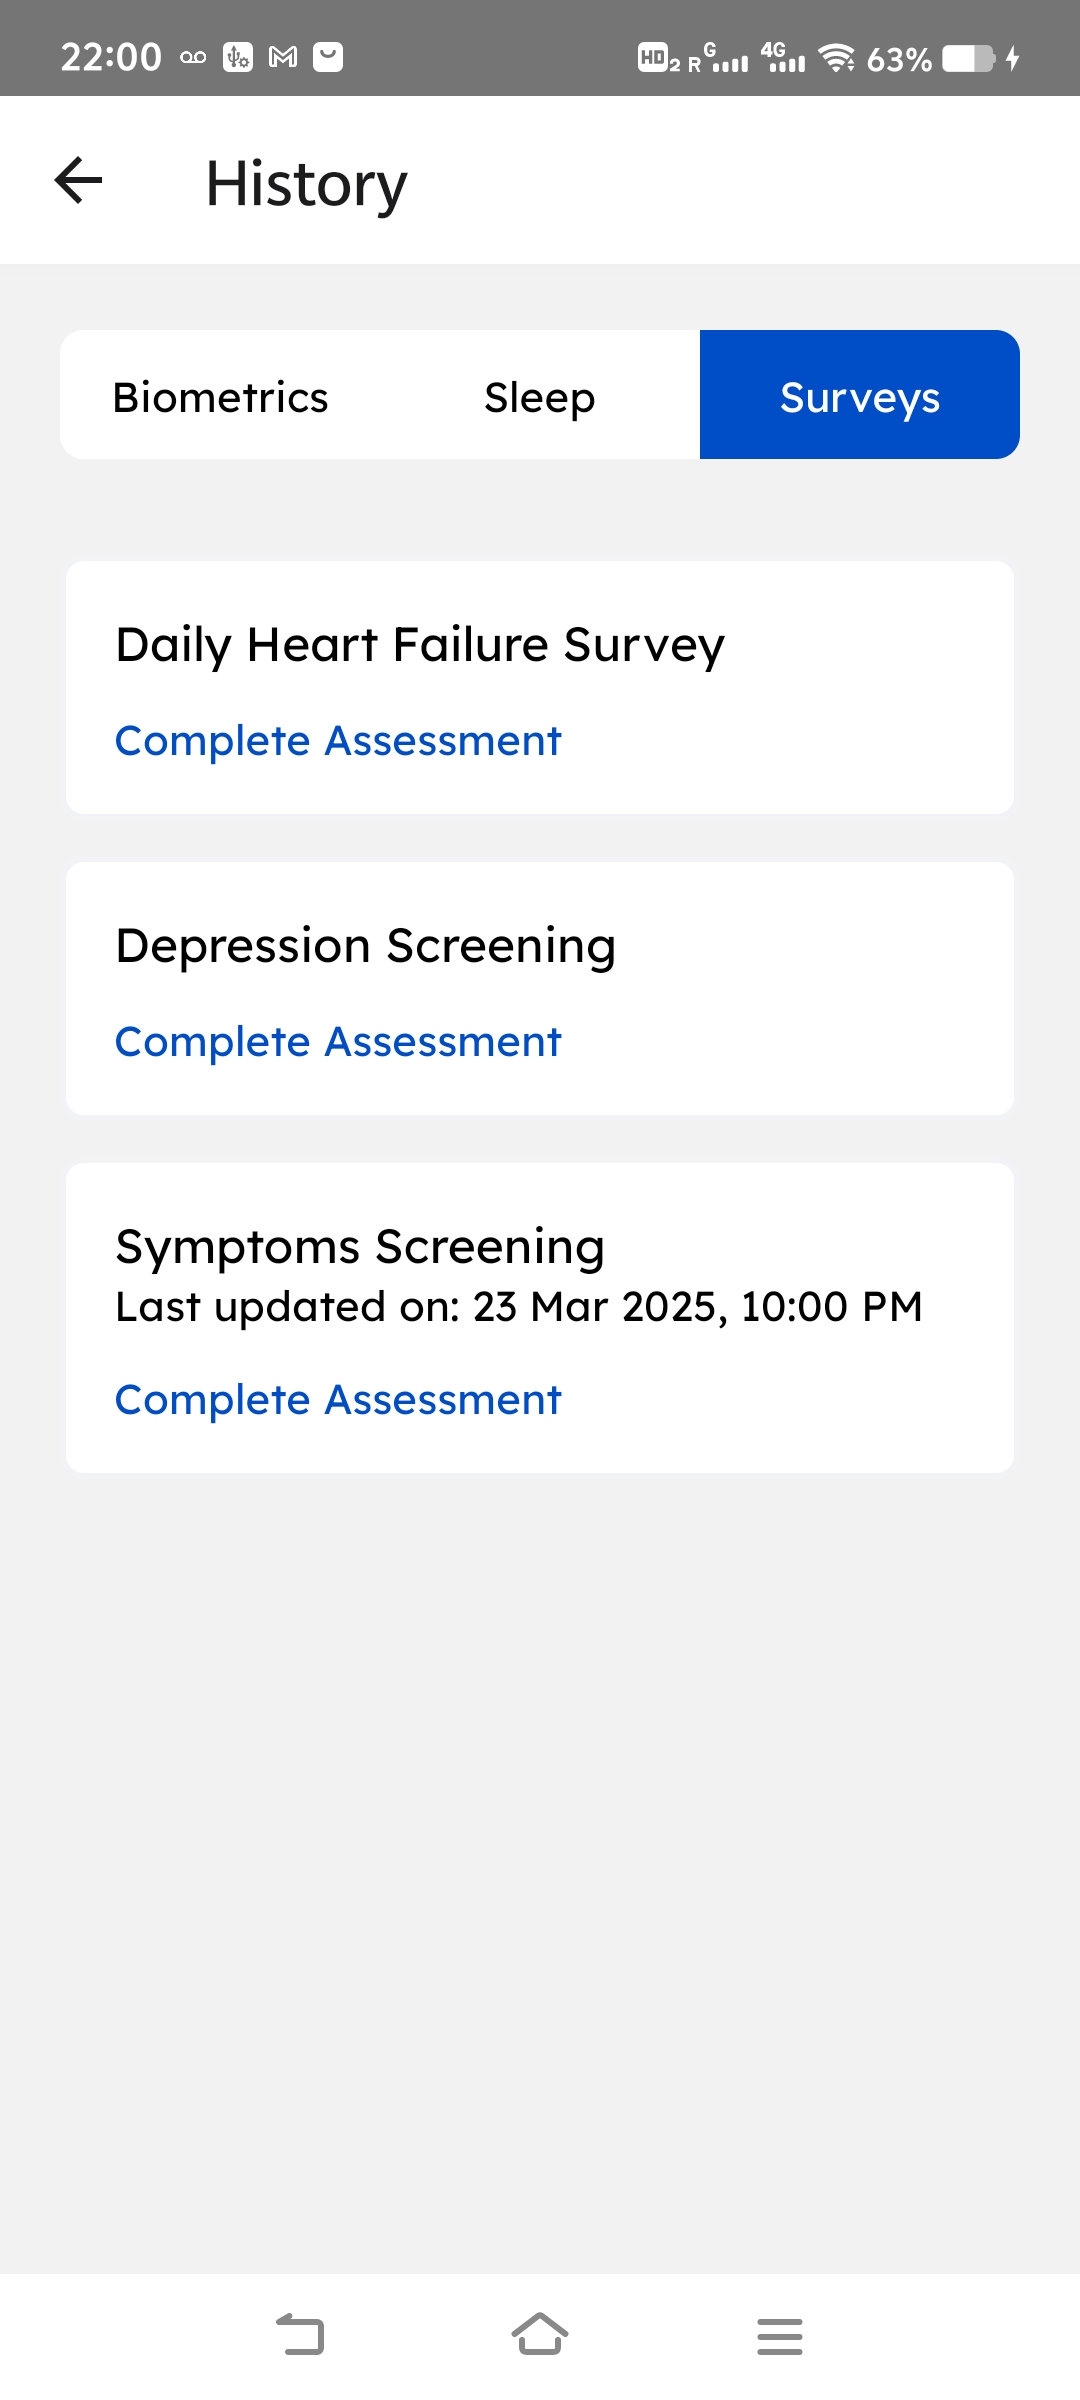 22:00 HD 2 R G 4G 63%
History
Biometrics Sleep Surveys
Daily Heart Failure Survey
Complete Assessment
Depression Screening
Complete Assessment
Symptoms Screening
Last updated on: 23 Mar 2025, 10:00 PM
Complete Assessment